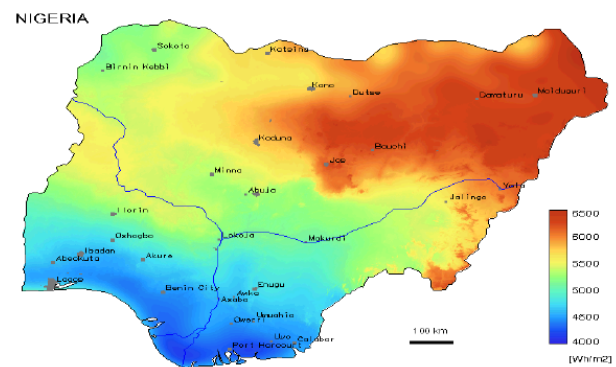 NIGERIA
Sokoto
Katsina
Birnin Kebbi
Kano
Dutse
Damaturu
Maiduguri
Kaduna
Bauchi
Jos
Minna
Abuja
Yola
Jalingo
Ilorin
Oshogbo
Lokoja
Makurdi
Ibadan
Abeokuta
Akure
Lagos
Benin City
Enugu
Awka
Asaba
Owerri
Umuahia
Uyo
Calabar
Port Harcourt
100 km
6500
6000
5500
5000
4500
4000
[Wh/m2]